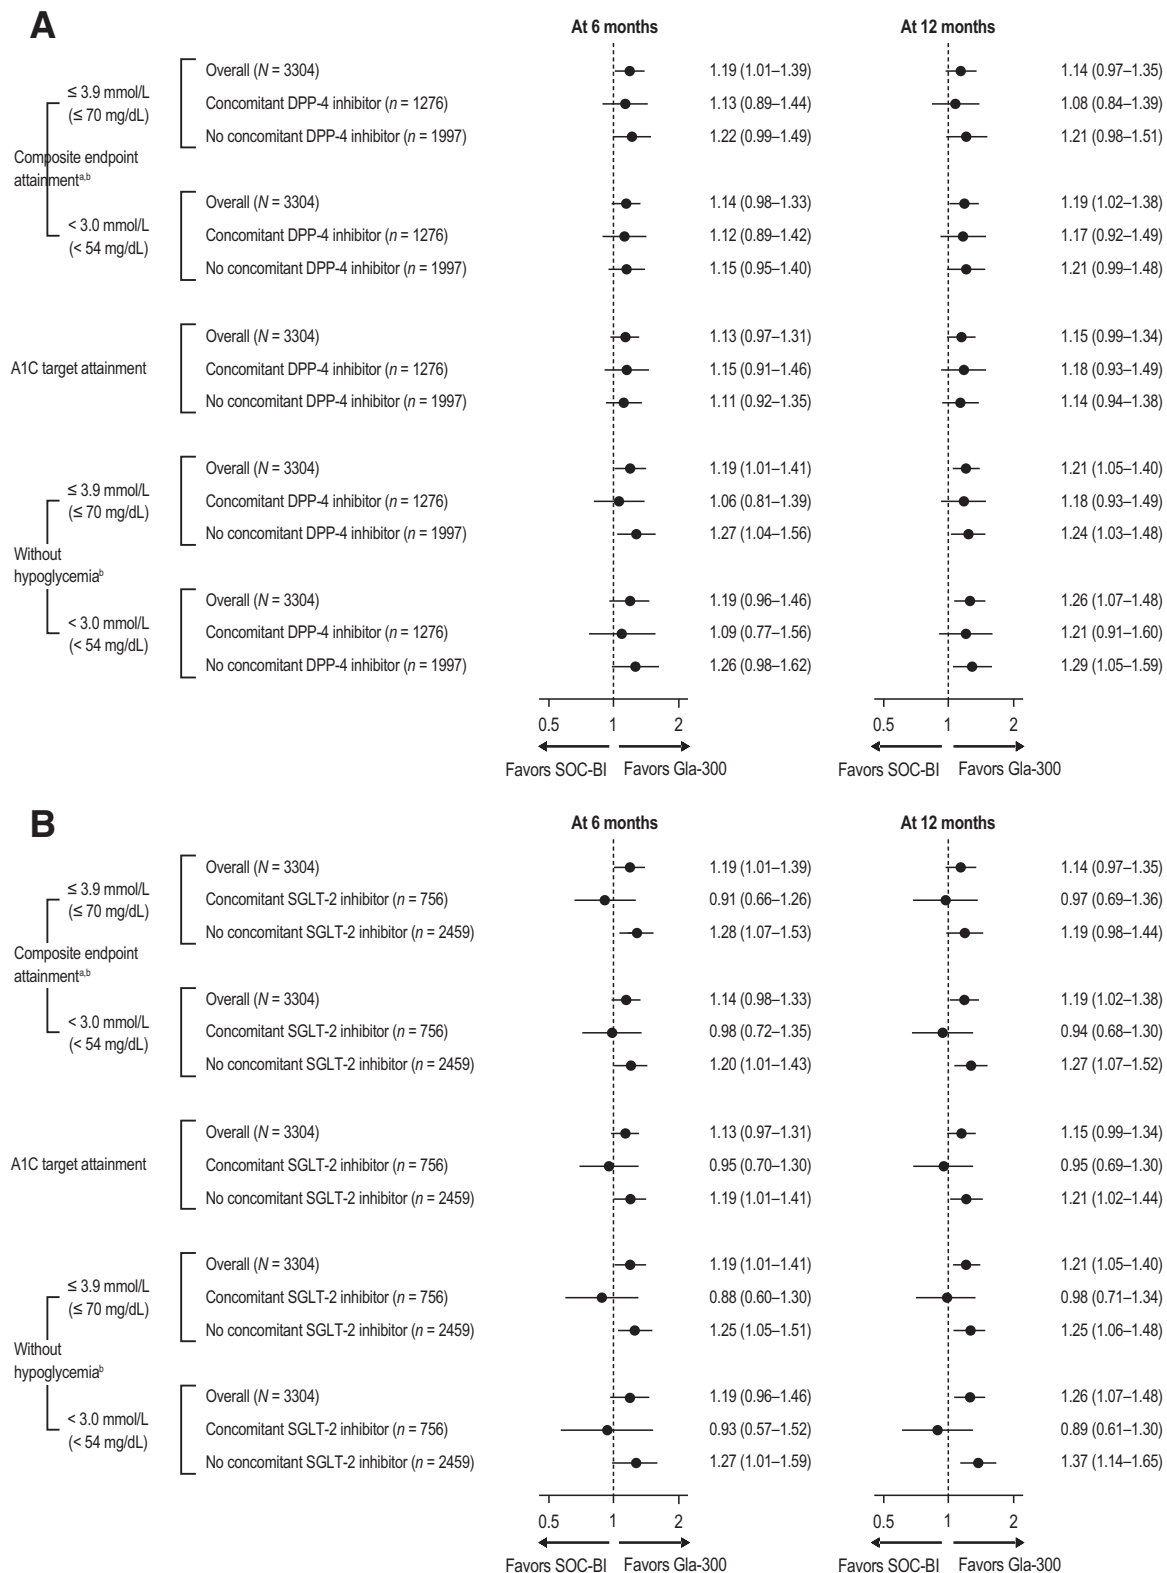 A
At 6 months At 12 months
Overall (N = 3304) 1.19 (1.01–1.39) 1.14 (0.97–1.35)
≤ 3.9 mmol/L
(≤ 70 mg/dL)
Concomitant DPP-4 inhibitor (n = 1276) 1.13 (0.89–1.44) 1.08 (0.84–1.39)
No concomitant DPP-4 inhibitor (n = 1997) 1.22 (0.99–1.49) 1.21 (0.98–1.51)
Composite endpoint
attainmentᵃ,ᵇ
Overall (N = 3304) 1.14 (0.98–1.33) 1.19 (1.02–1.38)
< 3.0 mmol/L
(< 54 mg/dL)
Concomitant DPP-4 inhibitor (n = 1276) 1.12 (0.89–1.42) 1.17 (0.92–1.49)
No concomitant DPP-4 inhibitor (n = 1997) 1.15 (0.95–1.40) 1.21 (0.99–1.48)
Overall (N = 3304) 1.13 (0.97–1.31) 1.15 (0.99–1.34)
A1C target attainment Concomitant DPP-4 inhibitor (n = 1276) 1.15 (0.91–1.46) 1.18 (0.93–1.49)
No concomitant DPP-4 inhibitor (n = 1997) 1.11 (0.92–1.35) 1.14 (0.94–1.38)
Overall (N = 3304) 1.19 (1.01–1.41) 1.21 (1.05–1.40)
≤ 3.9 mmol/L
(≤ 70 mg/dL)
Concomitant DPP-4 inhibitor (n = 1276) 1.06 (0.81–1.39) 1.18 (0.93–1.49)
No concomitant DPP-4 inhibitor (n = 1997) 1.27 (1.04–1.56) 1.24 (1.03–1.48)
Without
hypoglycemiaᵇ
Overall (N = 3304) 1.19 (0.96–1.46) 1.26 (1.07–1.48)
< 3.0 mmol/L
(< 54 mg/dL)
Concomitant DPP-4 inhibitor (n = 1276) 1.09 (0.77–1.56) 1.21 (0.91–1.60)
No concomitant DPP-4 inhibitor (n = 1997) 1.26 (0.98–1.62) 1.29 (1.05–1.59)
0.5 1 2 0.5 1 2
Favors SOC-BI Favors Gla-300 Favors SOC-BI Favors Gla-300
B
At 6 months At 12 months
Overall (N = 3304) 1.19 (1.01–1.39) 1.14 (0.97–1.35)
≤ 3.9 mmol/L
(≤ 70 mg/dL)
Concomitant SGLT-2 inhibitor (n = 756) 0.91 (0.66–1.26) 0.97 (0.69–1.36)
No concomitant SGLT-2 inhibitor (n = 2459) 1.28 (1.07–1.53) 1.19 (0.98–1.44)
Composite endpoint
attainmentᵃ,ᵇ
Overall (N = 3304) 1.14 (0.98–1.33) 1.19 (1.02–1.38)
< 3.0 mmol/L
(< 54 mg/dL)
Concomitant SGLT-2 inhibitor (n = 756) 0.98 (0.72–1.35) 0.94 (0.68–1.30)
No concomitant SGLT-2 inhibitor (n = 2459) 1.20 (1.01–1.43) 1.27 (1.07–1.52)
Overall (N = 3304) 1.13 (0.97–1.31) 1.15 (0.99–1.34)
A1C target attainment Concomitant SGLT-2 inhibitor (n = 756) 0.95 (0.70–1.30) 0.95 (0.69–1.30)
No concomitant SGLT-2 inhibitor (n = 2459) 1.19 (1.01–1.41) 1.21 (1.02–1.44)
Overall (N = 3304) 1.19 (1.01–1.41) 1.21 (1.05–1.40)
≤ 3.9 mmol/L
(≤ 70 mg/dL)
Concomitant SGLT-2 inhibitor (n = 756) 0.88 (0.60–1.30) 0.98 (0.71–1.34)
No concomitant SGLT-2 inhibitor (n = 2459) 1.25 (1.05–1.51) 1.25 (1.06–1.48)
Without
hypoglycemiaᵇ
Overall (N = 3304) 1.19 (0.96–1.46) 1.26 (1.07–1.48)
< 3.0 mmol/L
(< 54 mg/dL)
Concomitant SGLT-2 inhibitor (n = 756) 0.93 (0.57–1.52) 0.89 (0.61–1.30)
No concomitant SGLT-2 inhibitor (n = 2459) 1.27 (1.01–1.59) 1.37 (1.14–1.65)
0.5 1 2 0.5 1 2
Favors SOC-BI Favors Gla-300 Favors SOC-BI Favors Gla-300